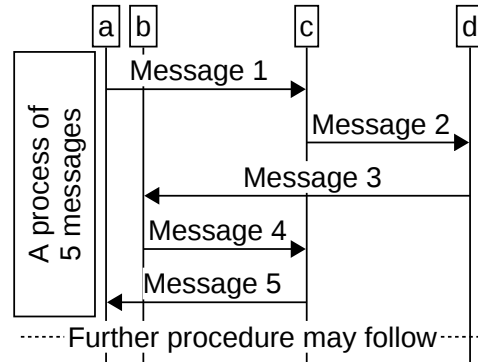 a
b
c
d
A process of
5 messages
Message 1
Message 2
Message 3
Message 4
Message 5
Further procedure may follow